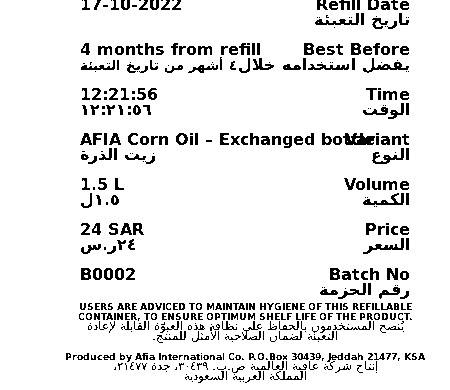 17-10-2022 Refill Date
تاريخ التعبئة
4 months from refill Best Before
يفضل استخدامه خلال٤ أشهر من تاريخ التعبئة
12:21:56 Time
الوقت ١٢:٢١:٥٦
AFIA Corn Oil – Exchanged bottle Variant
النوع زيت الذرة
1.5 L Volume
الكمية ١.٥ل
24 SAR Price
السعر ٢٤ر.س
B0002 Batch No
رقم الحزمة
USERS ARE ADVICED TO MAINTAIN HYGIENE OF THIS REFILLABLE
CONTAINER, TO ENSURE OPTIMUM SHELF LIFE OF THE PRODUCT.
يُنصح المستخدمون بالحفاظ على نظافة هذه العبوّة القابلة لإعادة
التعبئة لضمان الصلاحية الأمثل للمنتج.
Produced by Afia International Co. P.O.Box 30439, Jeddah 21477, KSA
إنتاج شركة عافية العالمية ص.ب. ٣٠٤٣٩، جدة ٢١٤٧٧،
المملكة العربية السعودية